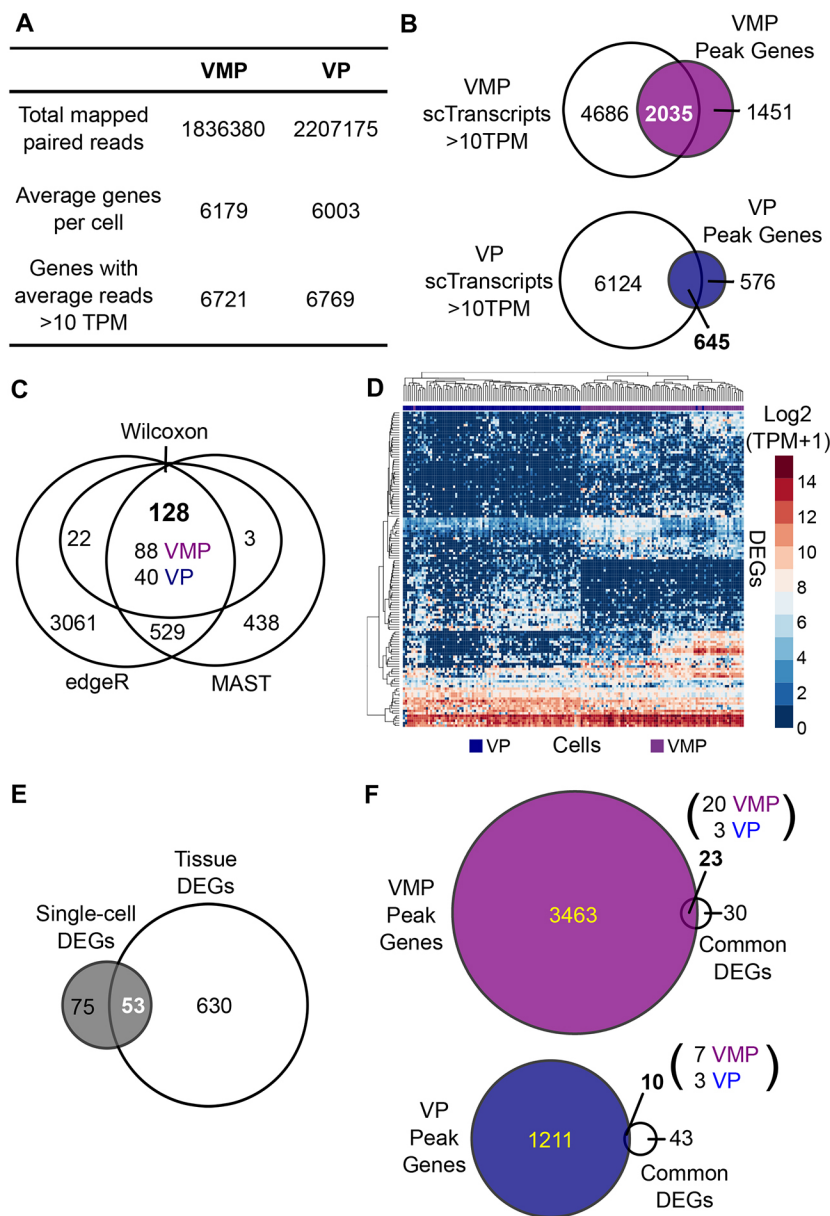 A
VMP VP
Total mapped
paired reads
1836380 2207175
Average genes
per cell
6179 6003
Genes with
average reads
>10 TPM
6721 6769
B
VMP
Peak Genes
VMP
scTranscripts
>10TPM
4686 2035 1451
VP
Peak Genes
VP
scTranscripts
>10TPM
6124 576
645
C
Wilcoxon
128
22 88 VMP 3
40 VP
3061 529 438
edgeR MAST
D
Log2
(TPM+1)
14
12
10
8
6
4
2
0
DEGs
VP Cells VMP
E
Tissue
DEGs
Single-cell
DEGs
75 53 630
F
(20 VMP
3 VP)
23
VMP
Peak
Genes
3463
30
Common
DEGs
(7 VMP
3 VP)
10
VP
Peak
Genes
1211
43
Common
DEGs